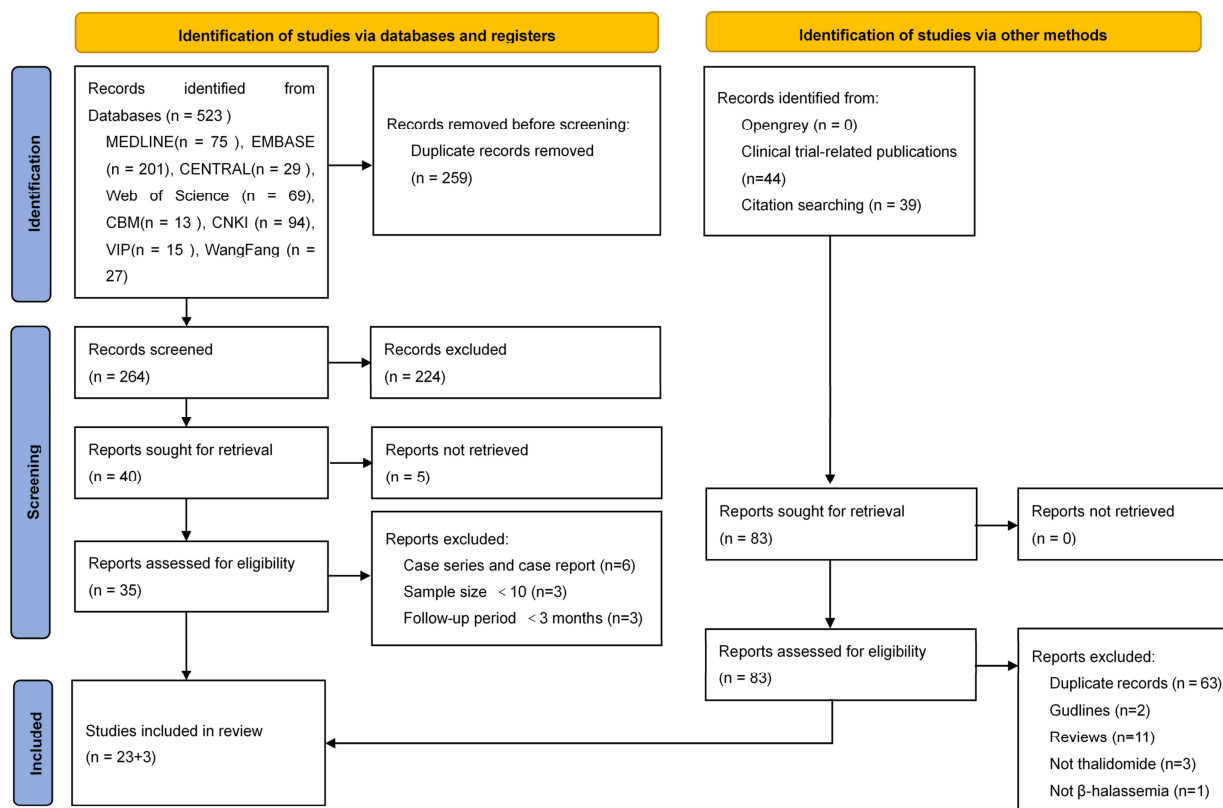 Identification of studies via databases and registers
Identification of studies via other methods
Identification
Records identified from
Databases (n = 523 )
MEDLINE(n = 75 ), EMBASE
(n = 201), CENTRAL(n = 29 ),
Web of Science (n = 69),
CBM(n = 13 ), CNKI (n = 94),
VIP(n = 15 ), WangFang (n =
27)
Records removed before screening:
Duplicate records removed
(n = 259)
Records identified from:
Opengrey (n = 0)
Clinical trial-related publications
(n=44)
Citation searching (n = 39)
Screening
Records screened
(n = 264)
Records excluded
(n = 224)
Reports sought for retrieval
(n = 40)
Reports not retrieved
(n = 5)
Reports sought for retrieval
(n = 83)
Reports not retrieved
(n = 0)
Reports assessed for eligibility
(n = 35)
Reports excluded:
Case series and case report (n=6)
Sample size < 10 (n=3)
Follow-up period < 3 months (n=3)
Reports assessed for eligibility
(n = 83)
Reports excluded:
Duplicate records (n = 63)
Gudlines (n=2)
Reviews (n=11)
Not thalidomide (n=3)
Not β-halassemia (n=1)
Included
Studies included in review
(n = 23+3)